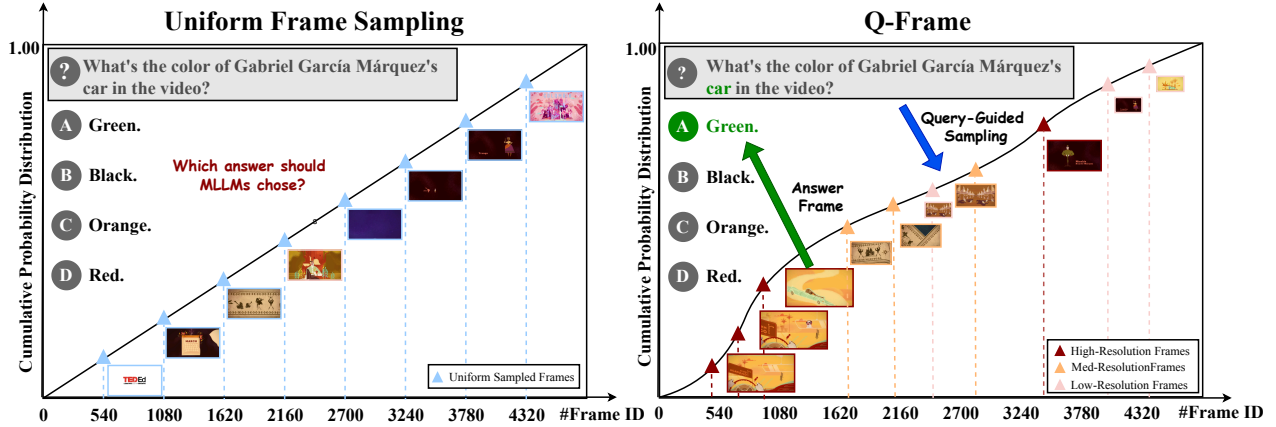 Uniform Frame Sampling
1.00
? What's the color of Gabriel García Márquez's
car in the video?
A Green.
B Black.
C Orange.
D Red.
Which answer should
MLLMs chose?
TEDEd
Uniform Sampled Frames
Cumulative Probability Distribution
0 540 1080 1620 2160 2700 3240 3780 4320 #Frame ID
Q-Frame
1.00
? What's the color of Gabriel García Márquez's
car in the video?
A Green.
B Black.
C Orange.
D Red.
Query-Guided
Sampling
Answer
Frame
High-Resolution Frames
Med-ResolutionFrames
Low-Resolution Frames
Cumulative Probability Distribution
0 540 1080 1620 2160 2700 3240 3780 4320 #Frame ID